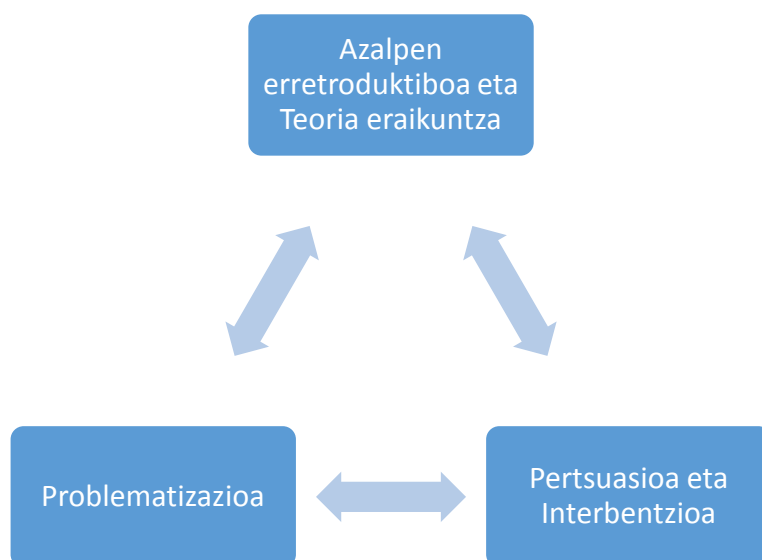 Azalpen
erretroduktiboa eta
Teoria eraikuntza
Problematizazioa
Pertsuasioa eta
Interbentzioa